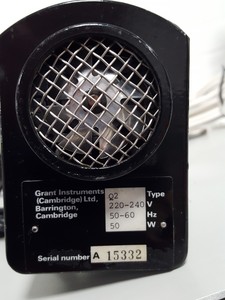 Grant Instruments
(Cambridge) Ltd,
Barrington,
Cambridge
Q2 Type
220-240 V
50-60 Hz
50 W
Serial number A 15332